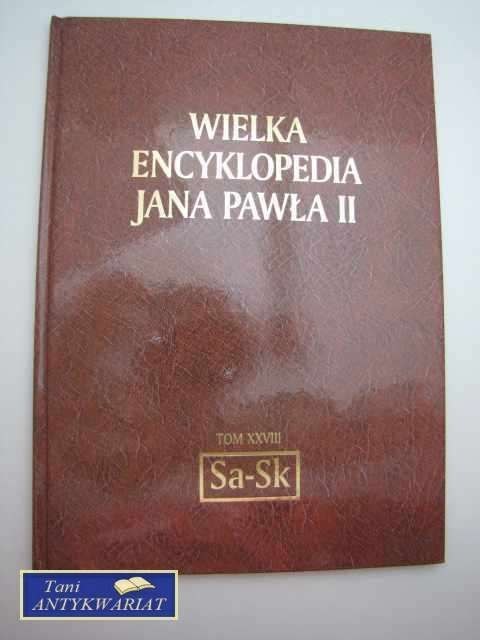 WIELKA
ENCYKLOPEDIA
JANA PAWŁA II
TOM XXVIII
Sa-Sk
Tani
ANTYKWARIAT